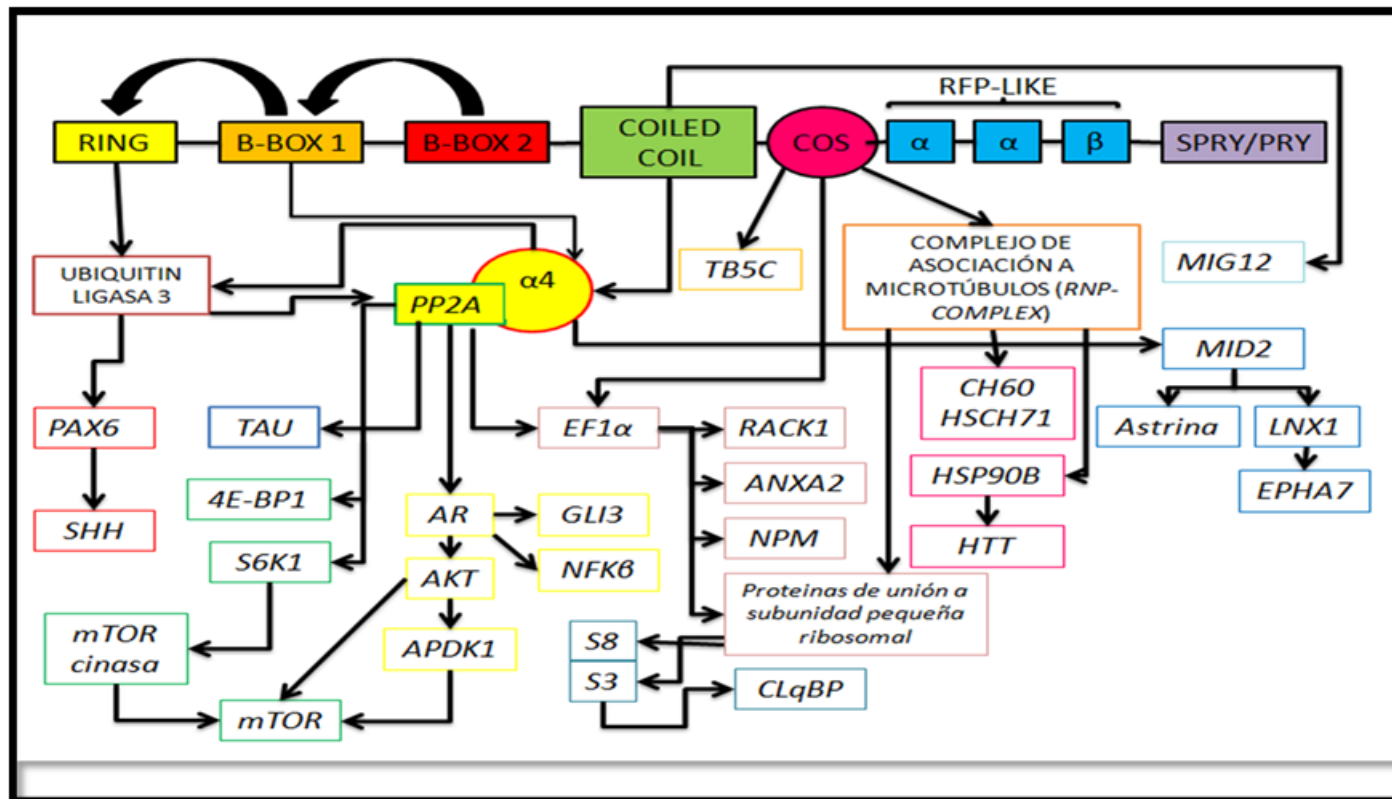 RFP-LIKE
RING
B-BOX 1
B-BOX 2
COILED
COIL
COS
α
α
β
SPRY/PRY
UBIQUITIN
LIGASA 3
PP2A
α4
TB5C
COMPLEJO DE
ASOCIACIÓN A
MICROTÚBULOS (RNP-
COMPLEX)
MIG12
MID2
PAX6
TAU
EF1α
RACK1
CH60
HSCH71
Astrina
LNX1
SHH
4E-BP1
AR
GLI3
ANXA2
HSP90B
EPHA7
S6K1
AKT
NFKβ
NPM
HTT
mTOR
cinasa
APDK1
Proteinas de unión a
subunidad pequeña
ribosomal
S8
S3
CLqBP
mTOR